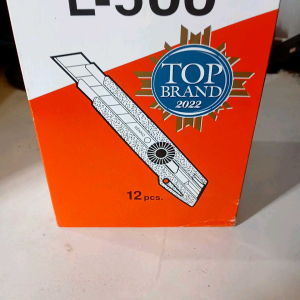 L-500
TOP
BRAND
2022
12 pcs.